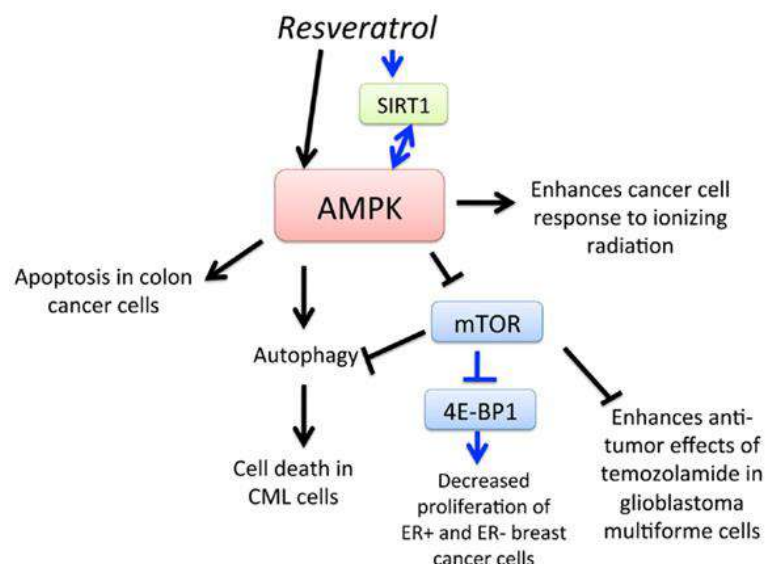 Resveratrol
SIRT1
AMPK
Enhances cancer cell
response to ionizing
radiation
Apoptosis in colon
cancer cells
mTOR
Autophagy
4E-BP1
Enhances anti-
tumor effects of
temozolamide in
glioblastoma
multiforme cells
Cell death in
CML cells
Decreased
proliferation of
ER+ and ER- breast
cancer cells